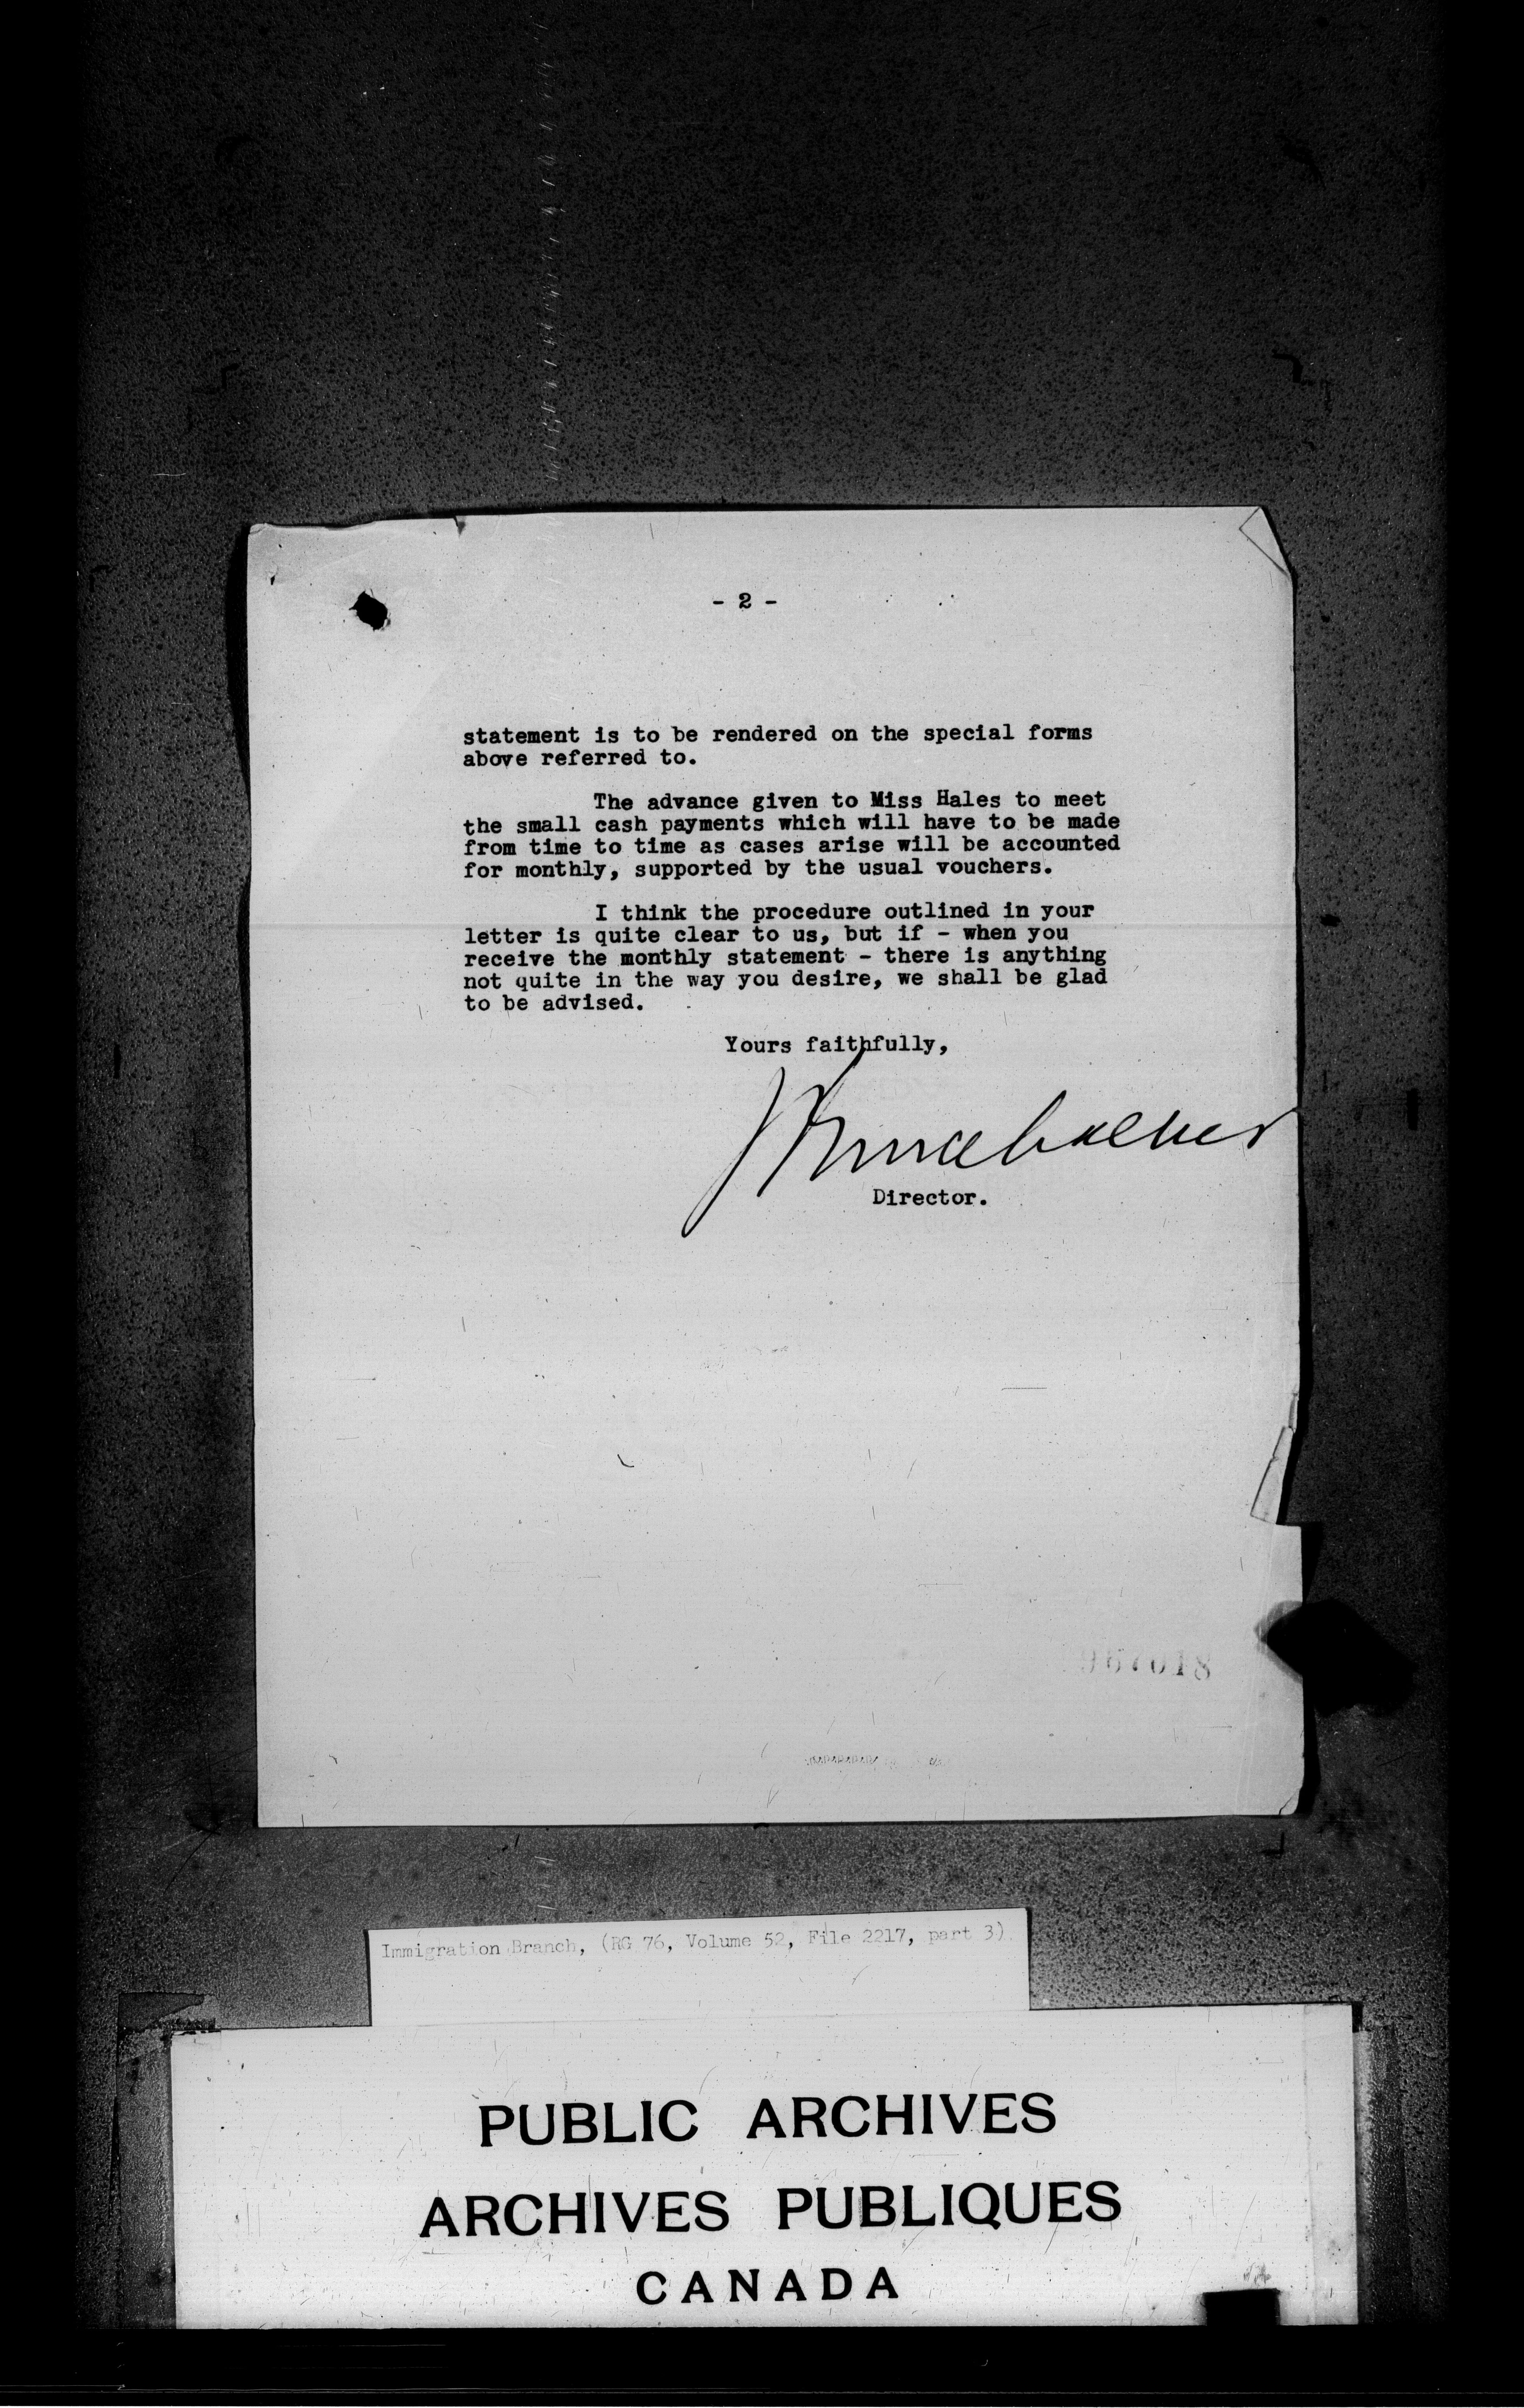 - 2 -
statement is to be rendered on the special forms
above referred to.
The advance given to Miss Hales to meet
the small cash payments which will have to be made
from time to time as cases arise will be accounted
for monthly, supported by the usual vouchers.
I think the procedure outlined in your
letter is quite clear to us, but if - when you
receive the monthly statement - there is anything
not quite in the way you desire, we shall be glad
to be advised.
Yours faithfully,
Director.
967018
Immigration Branch, (RG 76, Volume 52, File 2217, part 3)
PUBLIC ARCHIVES
ARCHIVES PUBLIQUES
CANADA